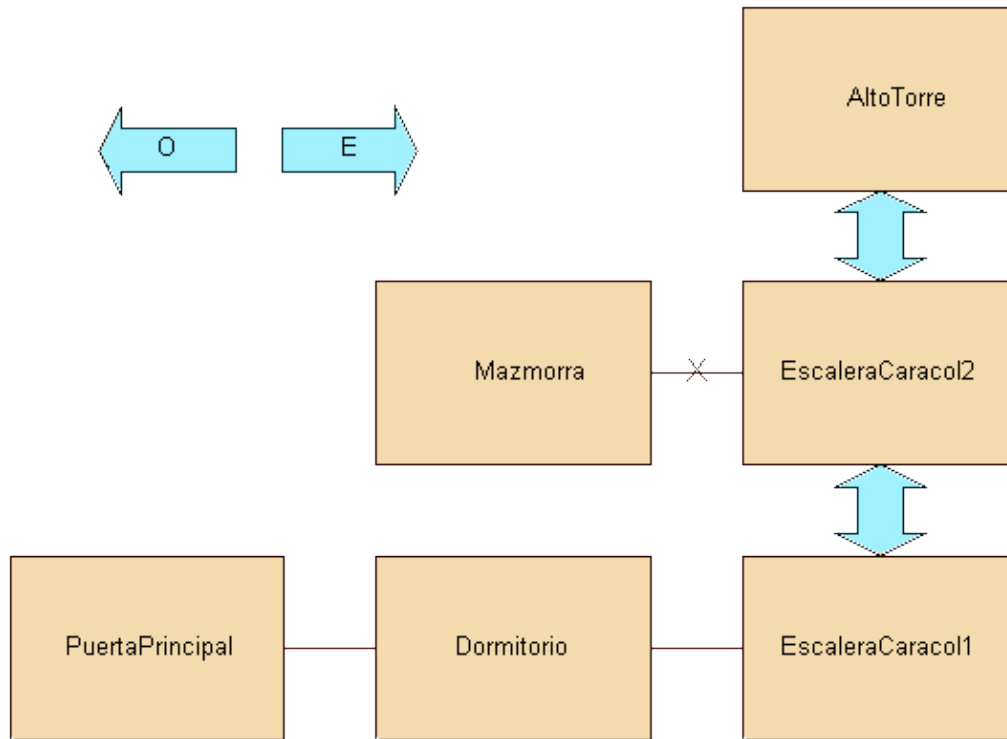 AltoTorre
O
E
Mazmorra
EscaleraCaracol2
PuertaPrincipal
Dormitorio
EscaleraCaracol1